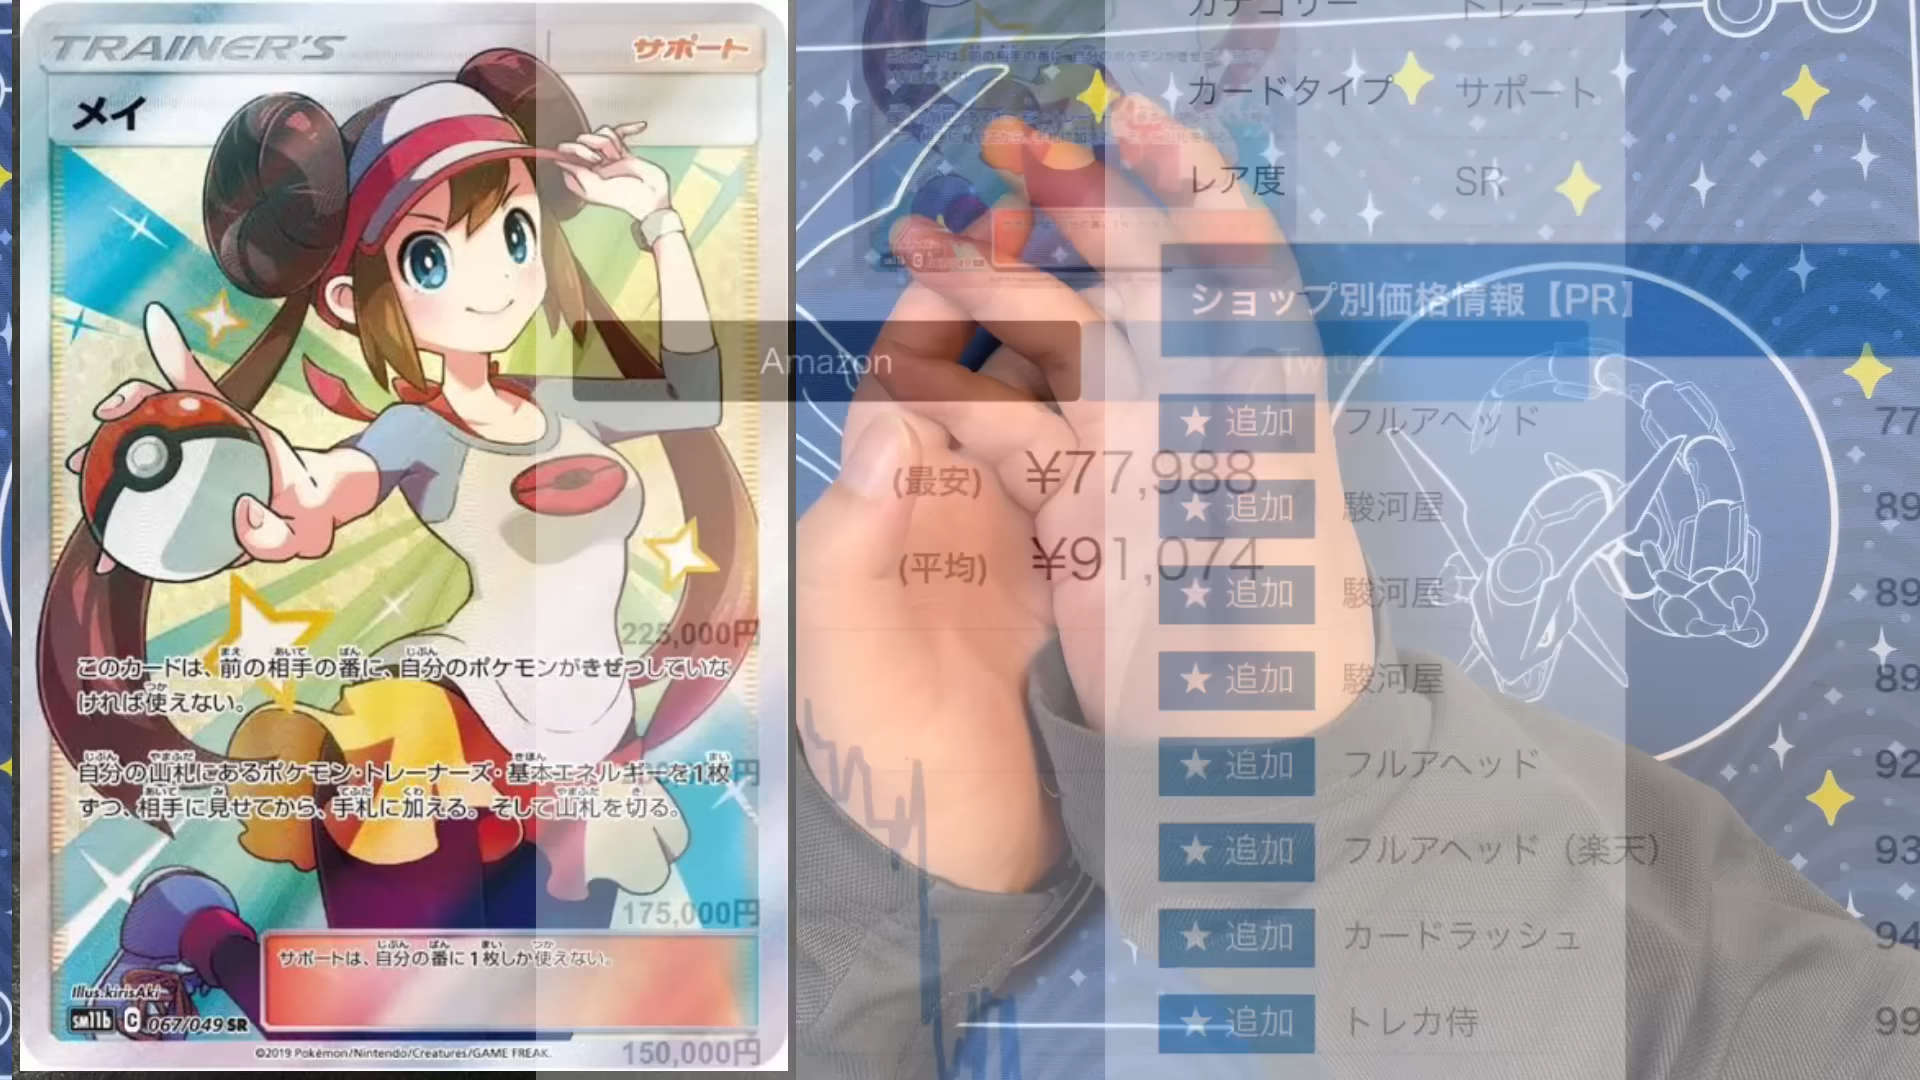 TRAINER'S
サポート
メイ
このカードは、前の相手の番に、自分のポケモンがきぜつしていな
ければ使えない。
自分の山札にあるポケモン・トレーナーズ・基本エネルギーを1枚
ずつ、相手に見せてから、手札に加える。そして山札を切る。
サポートは、自分の番に1枚しか使えない。
Illus.kirisAki
sm11b C 067/049 SR
©2019 Pokémon/Nintendo/Creatures/GAME FREAK.
225,000円
175,000円
150,000円
Amazon
Twitter
(最安) ¥77,988
(平均) ¥91,074
カテゴリー トレーナーズ
カードタイプ サポート
レア度 SR
ショップ別価格情報【PR】
★ 追加 フルアヘッド 77
★ 追加 駿河屋 89
★ 追加 駿河屋 89
★ 追加 駿河屋 89
★ 追加 フルアヘッド 92
★ 追加 フルアヘッド（楽天） 93
★ 追加 カードラッシュ 94
★ 追加 トレカ侍 99